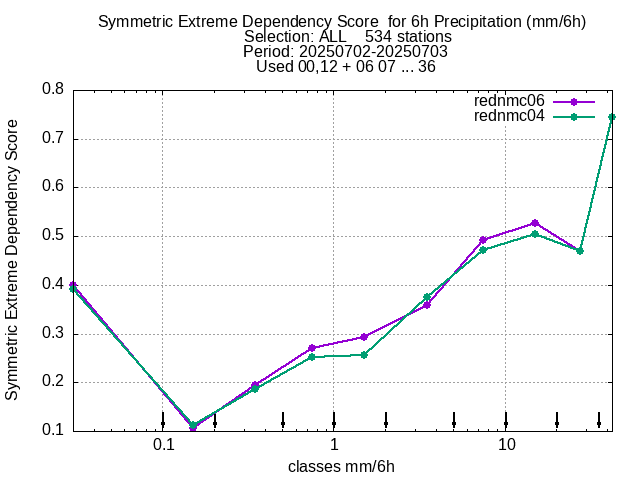 Symmetric Extreme Dependency Score  for 6h Precipitation (mm/6h)
Selection: ALL    534 stations
Period: 20250702-20250703
Used 00,12 + 06 07 ... 36
rednmc06
rednmc04
0.8
0.7
0.6
0.5
0.4
0.3
0.2
0.1
Symmetric Extreme Dependency Score
0.1
1
10
classes mm/6h